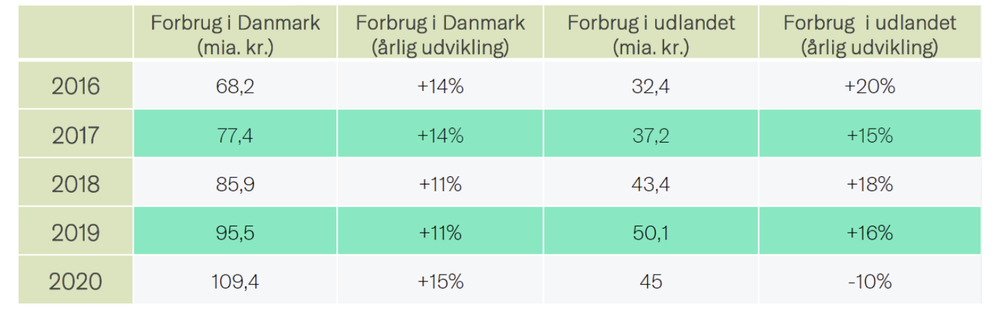 Forbrug i Danmark Forbrug i Danmark Forbrug i udlandet Forbrug i udlandet
(mia. kr.) (årlig udvikling) (mia. kr.) (årlig udvikling)
2016 68,2 +14% 32,4 +20%
2017 77,4 +14% 37,2 +15%
2018 85,9 +11% 43,4 +18%
2019 95,5 +11% 50,1 +16%
2020 109,4 +15% 45 -10%